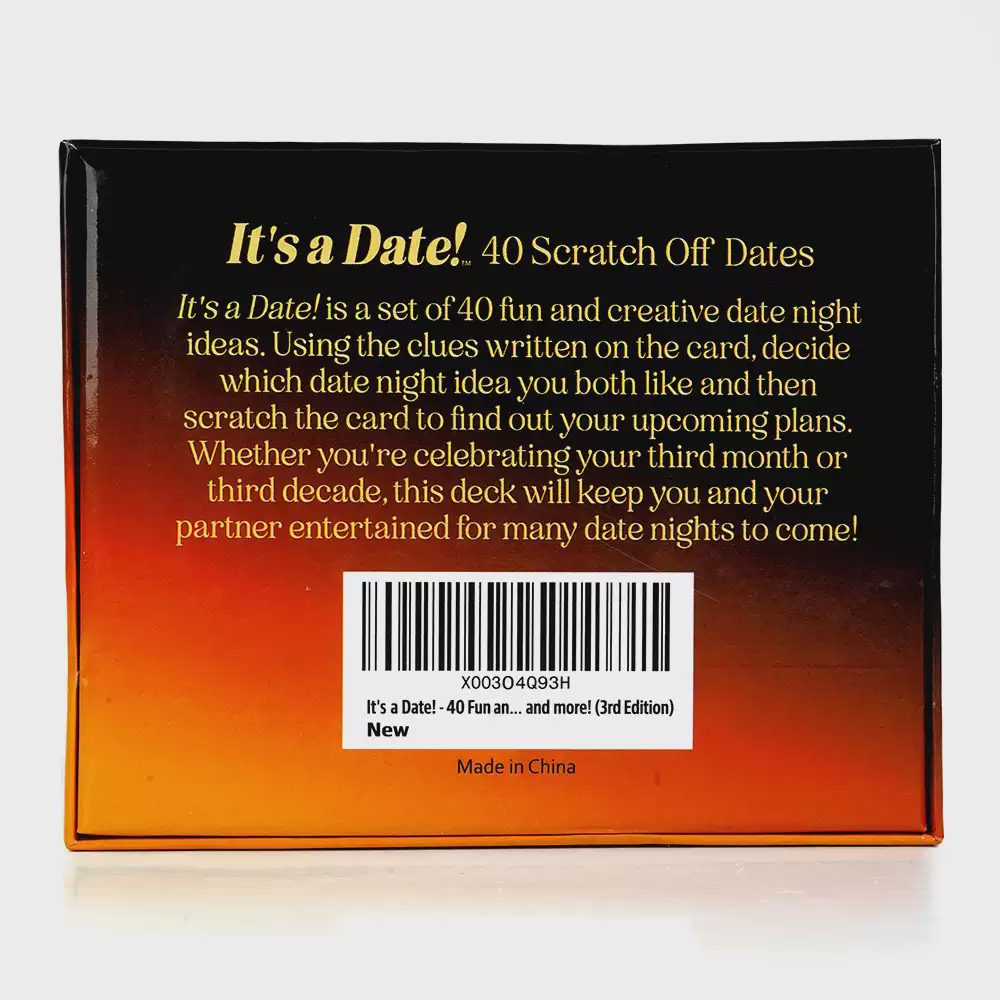 It's a Date!™ 40 Scratch Off Dates
It's a Date! is a set of 40 fun and creative date night
ideas. Using the clues written on the card, decide
which date night idea you both like and then
scratch the card to find out your upcoming plans.
Whether you're celebrating your third month or
third decade, this deck will keep you and your
partner entertained for many date nights to come!
X003O4Q93H
It's a Date! - 40 Fun an... and more! (3rd Edition)
New
Made in China